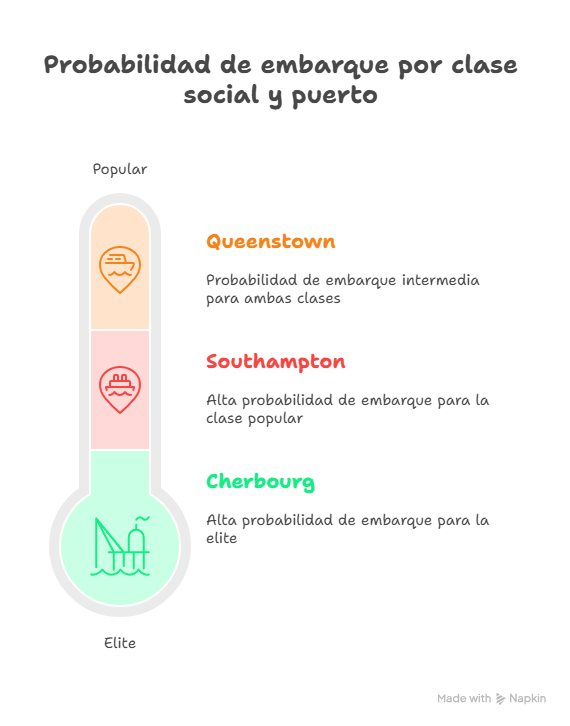 Probabilidad de embarque por clase
social y puerto
Popular
Queenstown
Probabilidad de embarque intermedia
para ambas clases
Southampton
Alta probabilidad de embarque para la
clase popular
Cherbourg
Alta probabilidad de embarque para la
elite
Elite
Made with Napkin